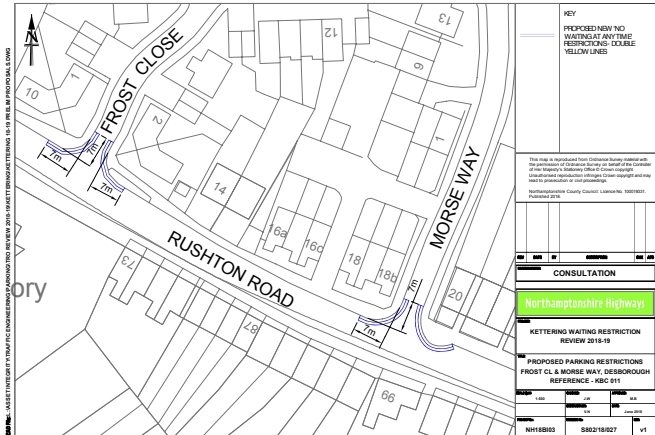 N
FROST CLOSE
10
1
2
7m
7m
7m
12
13
9
1
14
16a
16c
18
18b
20
MORSE WAY
RUSHTON ROAD
7m
7m
73
87
99
ory
KEY
PROPOSED NEW 'NO
WAITING AT ANY TIME'
RESTRICTIONS - DOUBLE
YELLOW LINES
This map is reproduced from Ordnance Survey material with
the permission of Ordnance Survey on behalf of the Controller
of Her Majesty's Stationery Office © Crown copyright.
Unauthorised reproduction infringes Crown copyright and may
lead to prosecution or civil proceedings.
Northamptonshire County Council: Licence No. 100019331.
Published 2018.
CONSULTATION
Northamptonshire Highways
KETTERING WAITING RESTRICTION
REVIEW 2018-19
PROPOSED PARKING RESTRICTIONS
FROST CL & MORSE WAY, DESBOROUGH
REFERENCE - KBC 011
June 2018
NH18BI03
S802/18/027
v1